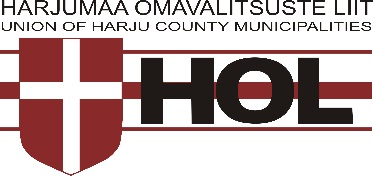 HARJUMAA OMAVALITSUSTE LIIT
UNION OF HARJU COUNTY MUNICIPALITIES
HOL